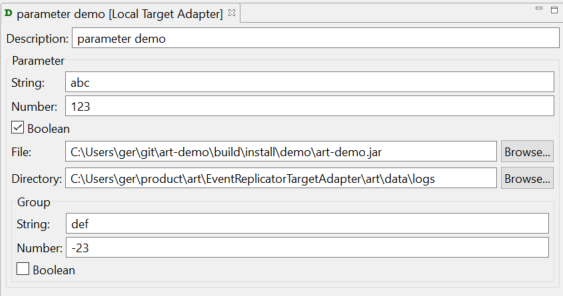 D parameter demo [Local Target Adapter]
Description: parameter demo
Parameter
String: abc
Number: 123
Boolean
File: C:\Users\ger\git\art-demo\build\install\demo\art-demo.jar Browse...
Directory: C:\Users\ger\product\art\EventReplicatorTargetAdapter\art\data\logs Browse...
Group
String: def
Number: -23
Boolean